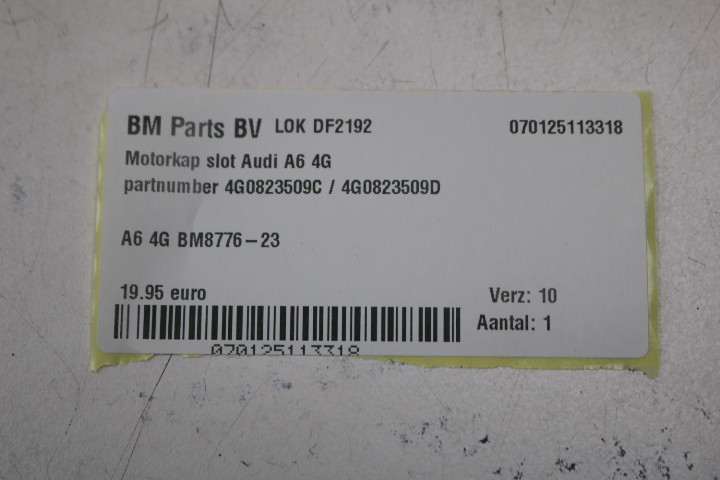 BM Parts BV LOK DF2192 070125113318
Motorkap slot Audi A6 4G
partnumber 4G0823509C / 4G0823509D
A6 4G BM8776-23
19.95 euro Verz: 10
Aantal: 1
070125113318